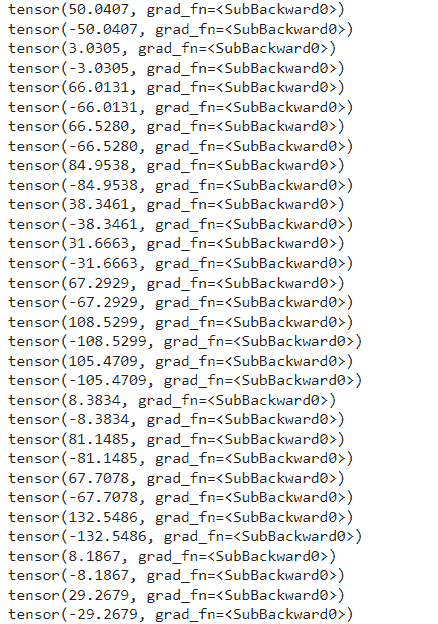 tensor(50.0407, grad_fn=<SubBackward0>)
tensor(-50.0407, grad_fn=<SubBackward0>)
tensor(3.0305, grad_fn=<SubBackward0>)
tensor(-3.0305, grad_fn=<SubBackward0>)
tensor(66.0131, grad_fn=<SubBackward0>)
tensor(-66.0131, grad_fn=<SubBackward0>)
tensor(66.5280, grad_fn=<SubBackward0>)
tensor(-66.5280, grad_fn=<SubBackward0>)
tensor(84.9538, grad_fn=<SubBackward0>)
tensor(-84.9538, grad_fn=<SubBackward0>)
tensor(38.3461, grad_fn=<SubBackward0>)
tensor(-38.3461, grad_fn=<SubBackward0>)
tensor(31.6663, grad_fn=<SubBackward0>)
tensor(-31.6663, grad_fn=<SubBackward0>)
tensor(67.2929, grad_fn=<SubBackward0>)
tensor(-67.2929, grad_fn=<SubBackward0>)
tensor(108.5299, grad_fn=<SubBackward0>)
tensor(-108.5299, grad_fn=<SubBackward0>)
tensor(105.4709, grad_fn=<SubBackward0>)
tensor(-105.4709, grad_fn=<SubBackward0>)
tensor(8.3834, grad_fn=<SubBackward0>)
tensor(-8.3834, grad_fn=<SubBackward0>)
tensor(81.1485, grad_fn=<SubBackward0>)
tensor(-81.1485, grad_fn=<SubBackward0>)
tensor(67.7078, grad_fn=<SubBackward0>)
tensor(-67.7078, grad_fn=<SubBackward0>)
tensor(132.5486, grad_fn=<SubBackward0>)
tensor(-132.5486, grad_fn=<SubBackward0>)
tensor(8.1867, grad_fn=<SubBackward0>)
tensor(-8.1867, grad_fn=<SubBackward0>)
tensor(29.2679, grad_fn=<SubBackward0>)
tensor(-29.2679, grad_fn=<SubBackward0>)